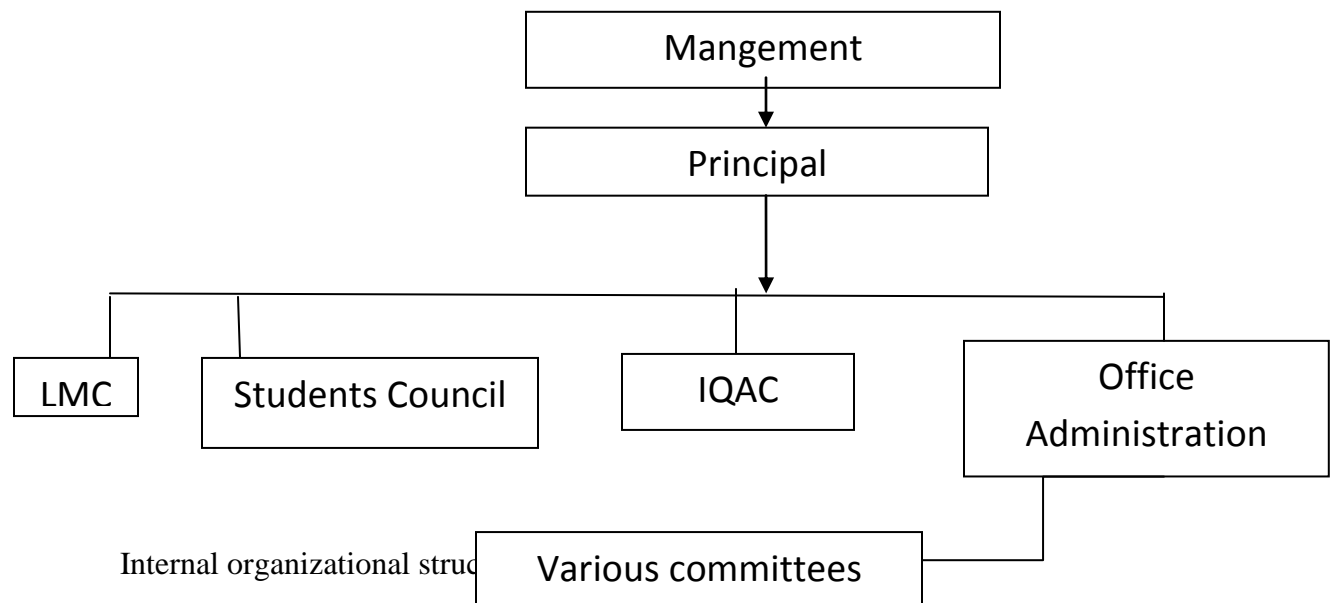 Mangement
Principal
LMC
Students Council
IQAC
Office
Administration
Internal organizational struc
Various committees